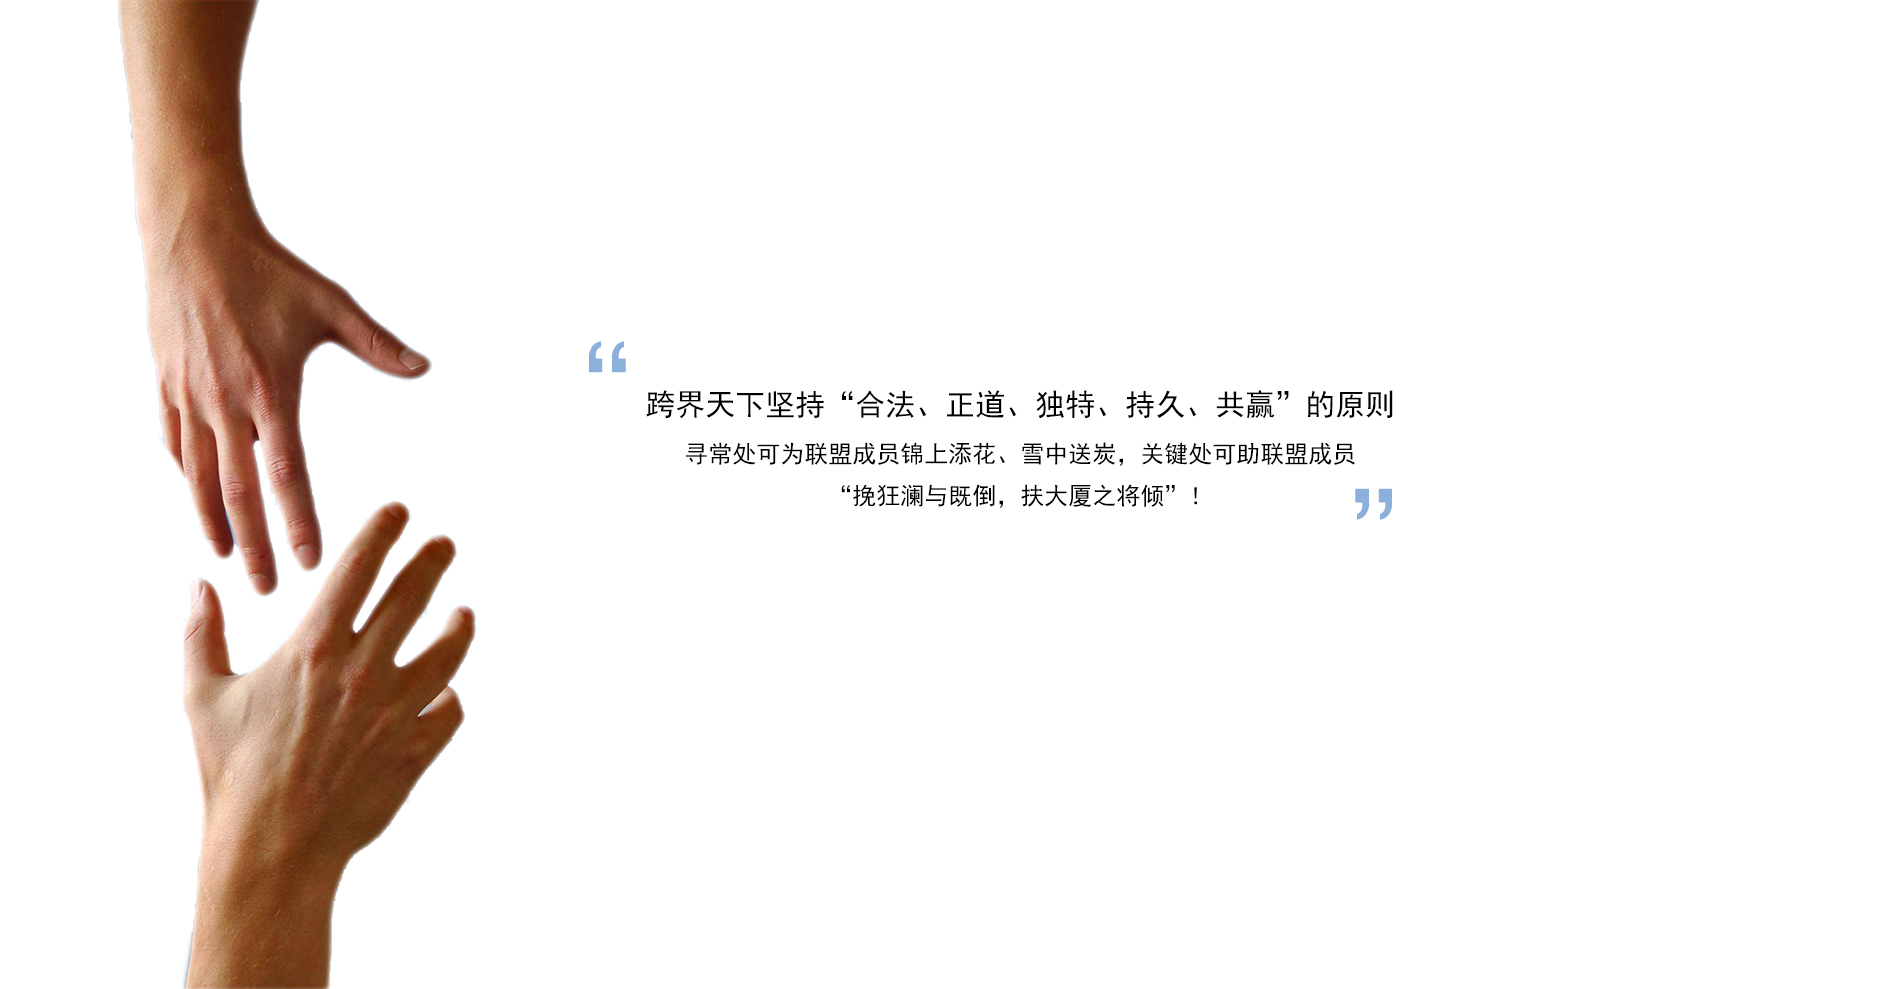 跨界天下坚持“合法、正道、独特、持久、共赢”的原则
寻常处可为联盟成员锦上添花、雪中送炭，关键处可助联盟成员
“挽狂澜与既倒，扶大厦之将倾”！